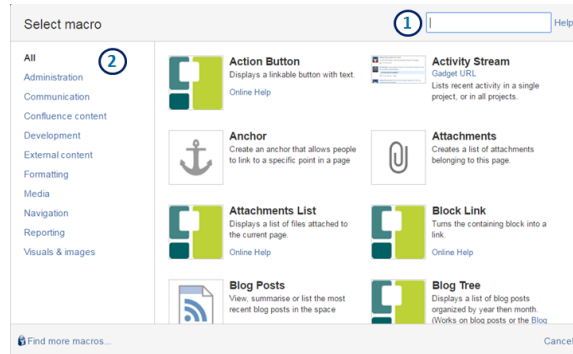 Select macro
1
Help
All
2
Administration
Communication
Confluence content
Development
External content
Formatting
Media
Navigation
Reporting
Visuals & images
Action Button
Displays a linkable button with text.
Online Help
Activity Stream
Gadget URL
Lists recent activity in a single
project, or in all projects.
Anchor
Create an anchor that allows people
to link to a specific point in a page
Attachments
Creates a list of attachments
belonging to this page.
Attachments List
Displays a list of files attached to
the current page.
Online Help
Block Link
Turns the containing block into a
link.
Online Help
Blog Posts
View, summarise or list the most
recent blog posts in the space
Blog Tree
Displays a list of blog posts
organized by year then month.
(Works on blog posts or the Blog
Find more macros...
Cancel